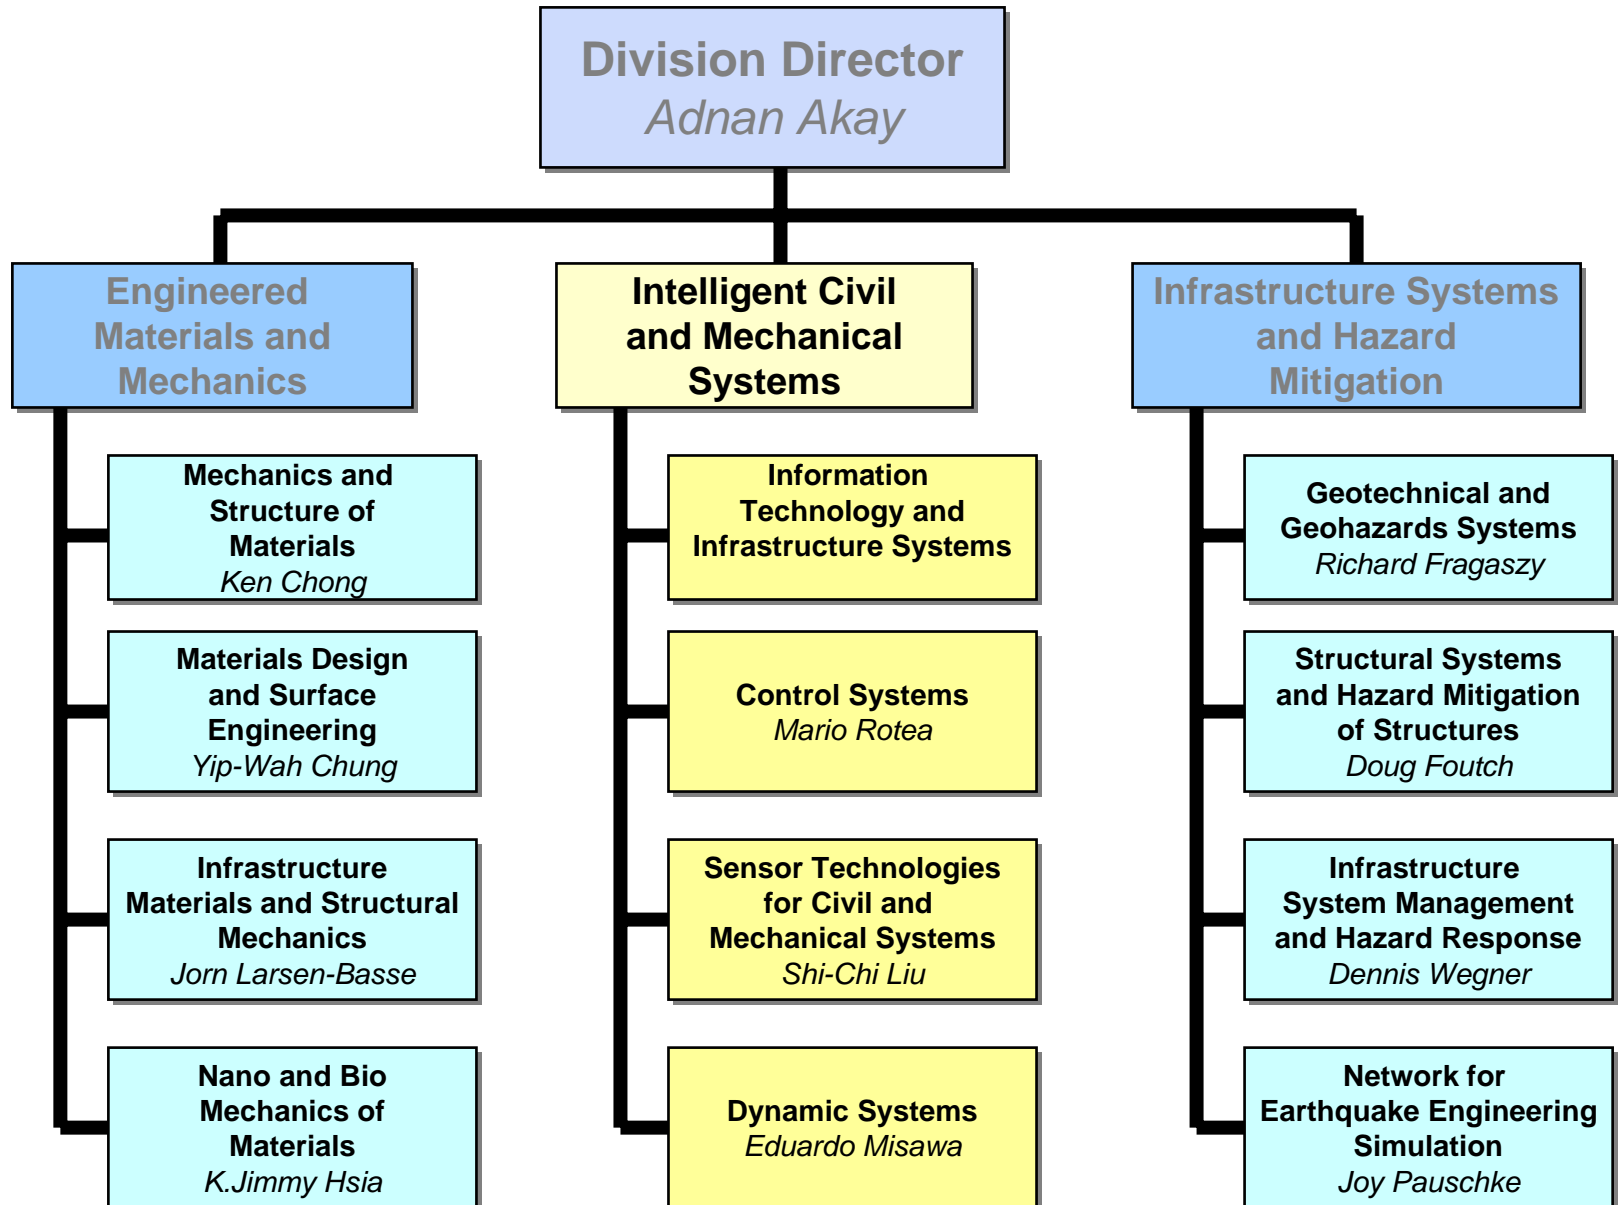 Division Director
Adnan Akay
Engineered
Materials and
Mechanics
Intelligent Civil
and Mechanical
Systems
Infrastructure Systems
and Hazard
Mitigation
Mechanics and
Structure of
Materials
Ken Chong
Materials Design
and Surface
Engineering
Yip-Wah Chung
Infrastructure
Materials and Structural
Mechanics
Jorn Larsen-Basse
Nano and Bio
Mechanics of
Materials
K.Jimmy Hsia
Information
Technology and
Infrastructure Systems
Control Systems
Mario Rotea
Sensor Technologies
for Civil and
Mechanical Systems
Shi-Chi Liu
Dynamic Systems
Eduardo Misawa
Geotechnical and
Geohazards Systems
Richard Fragaszy
Structural Systems
and Hazard Mitigation
of Structures
Doug Foutch
Infrastructure
System Management
and Hazard Response
Dennis Wegner
Network for
Earthquake Engineering
Simulation
Joy Pauschke